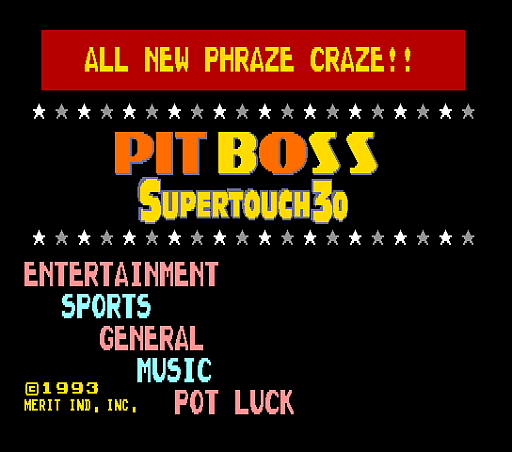 ALL NEW PHRAZE CRAZE!!
PIT BOSS
SUPERTOUCH30
ENTERTAINMENT
SPORTS
GENERAL
MUSIC
POT LUCK
©1993
MERIT IND. INC.